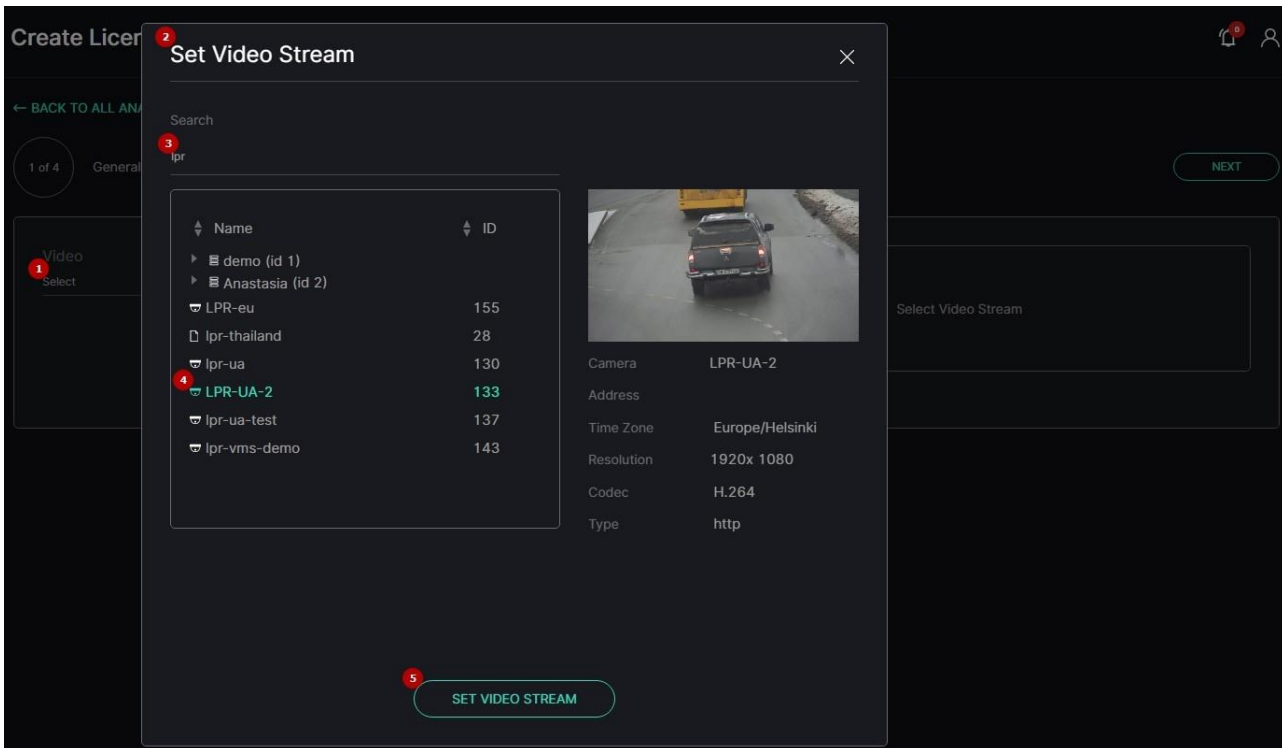 Create Licer
2
Set Video Stream
0
← BACK TO ALL ANA
Search
3
lpr
1 of 4
General
NEXT
Name
ID
Video
1
Select
demo (id 1)
Anastasia (id 2)
LPR-eu 155
lpr-thailand 28
lpr-ua 130
4
LPR-UA-2 133
lpr-ua-test 137
lpr-vms-demo 143
Camera LPR-UA-2
Address
Time Zone Europe/Helsinki
Resolution 1920x 1080
Codec H.264
Type http
Select Video Stream
5
SET VIDEO STREAM